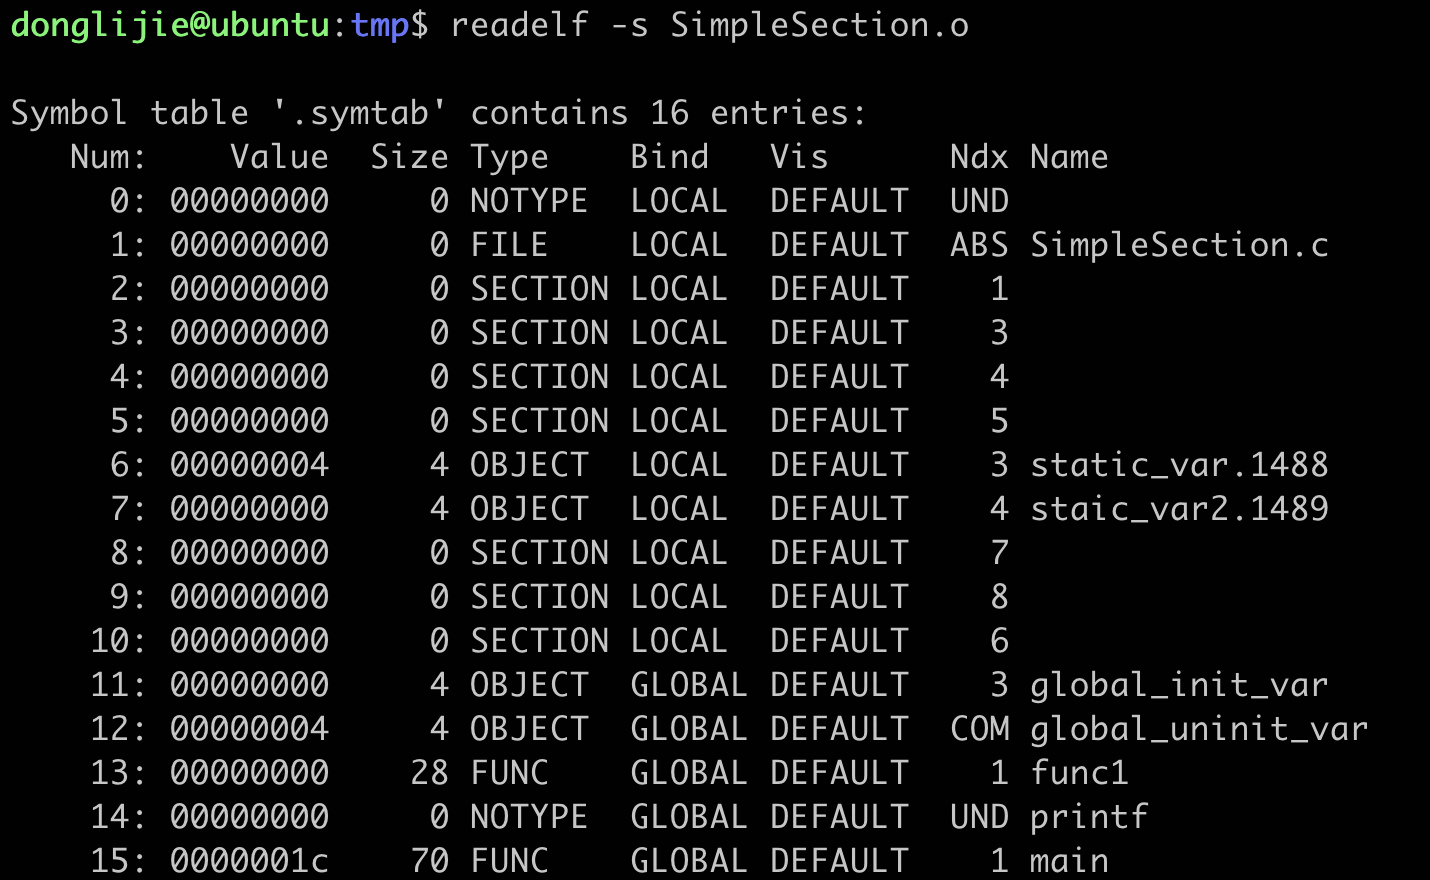 donglijie@ubuntu:tmp$ readelf -s SimpleSection.o
Symbol table '.symtab' contains 16 entries:
   Num:    Value  Size Type    Bind   Vis      Ndx Name
     0: 00000000     0 NOTYPE  LOCAL  DEFAULT  UND
     1: 00000000     0 FILE    LOCAL  DEFAULT  ABS SimpleSection.c
     2: 00000000     0 SECTION LOCAL  DEFAULT    1
     3: 00000000     0 SECTION LOCAL  DEFAULT    3
     4: 00000000     0 SECTION LOCAL  DEFAULT    4
     5: 00000000     0 SECTION LOCAL  DEFAULT    5
     6: 00000004     4 OBJECT  LOCAL  DEFAULT    3 static_var.1488
     7: 00000000     4 OBJECT  LOCAL  DEFAULT    4 staic_var2.1489
     8: 00000000     0 SECTION LOCAL  DEFAULT    7
     9: 00000000     0 SECTION LOCAL  DEFAULT    8
    10: 00000000     0 SECTION LOCAL  DEFAULT    6
    11: 00000000     4 OBJECT  GLOBAL DEFAULT    3 global_init_var
    12: 00000004     4 OBJECT  GLOBAL DEFAULT  COM global_uninit_var
    13: 00000000    28 FUNC    GLOBAL DEFAULT    1 func1
    14: 00000000     0 NOTYPE  GLOBAL DEFAULT  UND printf
    15: 0000001c    70 FUNC    GLOBAL DEFAULT    1 main